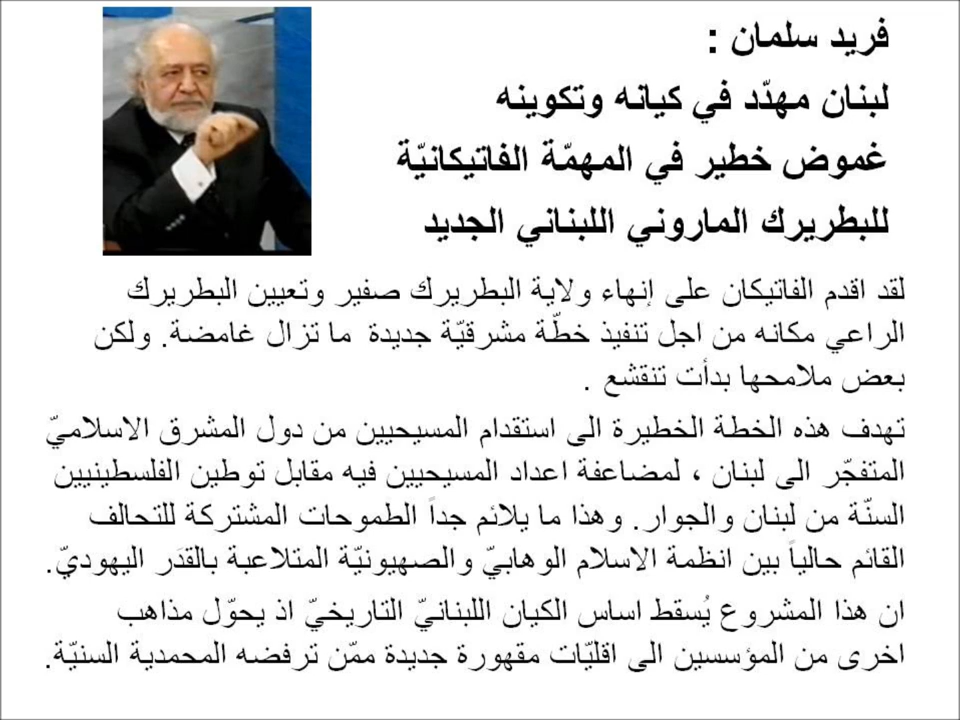 فريد سلمان :
لبنان مهدّد في كيانه وتكوينه
غموض خطير في المهمّة الفاتيكانيّة
للبطريرك الماروني اللبناني الجديد
لقد اقدم الفاتيكان على إنهاء ولاية البطريرك صفير وتعيين البطريرك
الراعي مكانه من اجل تنفيذ خطّة مشرقيّة جديدة ما تزال غامضة. ولكن
بعض ملامحها بدأت تنقشع .
تهدف هذه الخطة الخطيرة الى استقدام المسيحيين من دول المشرق الاسلاميّ
المتفجّر الى لبنان ، لمضاعفة اعداد المسيحيين فيه مقابل توطين الفلسطينيين
السنّة من لبنان والجوار. وهذا ما يلائم جداً الطموحات المشتركة للتحالف
القائم حالياً بين انظمة الاسلام الوهابيّ والصهيونيّة المتلاعبة بالقدَر اليهوديّ.
ان هذا المشروع يُسقط اساس الكيان اللبنانيّ التاريخيّ اذ يحوّل مذاهب
اخرى من المؤسسين الى اقليّات مقهورة جديدة ممّن ترفضه المحمدية السنيّة.